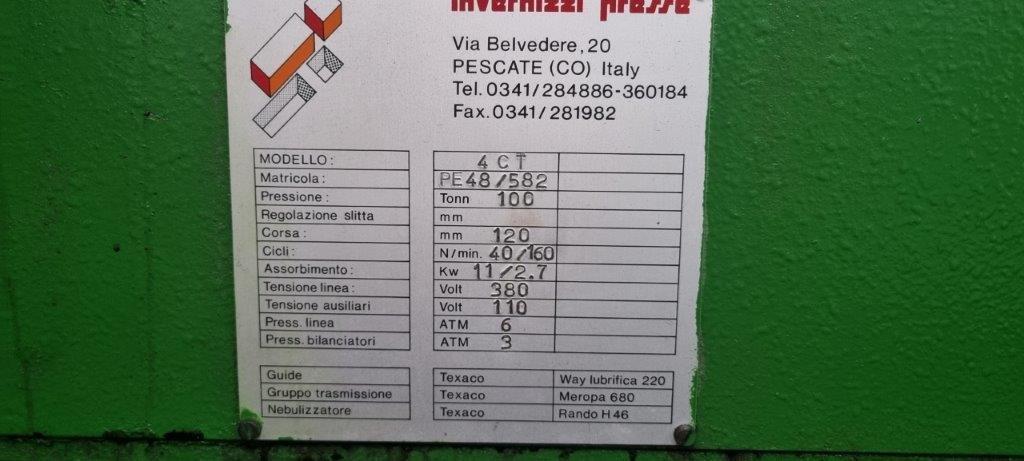 invernizzi presse
Via Belvedere, 20
PESCATE (CO) Italy
Tel. 0341/284886-360184
Fax. 0341/281982
MODELLO: 4 C T
Matricola: PE48/582
Pressione: Tonn 100
Regolazione slitta mm
Corsa: mm 120
Cicli: N/min. 40/160
Assorbimento: Kw 11/2.7
Tensione linea: Volt 380
Tensione ausiliari Volt 110
Press. linea ATM 6
Press. bilanciatori ATM 3
Guide Texaco Way lubrifica 220
Gruppo trasmissione Texaco Meropa 680
Nebulizzatore Texaco Rando H 46